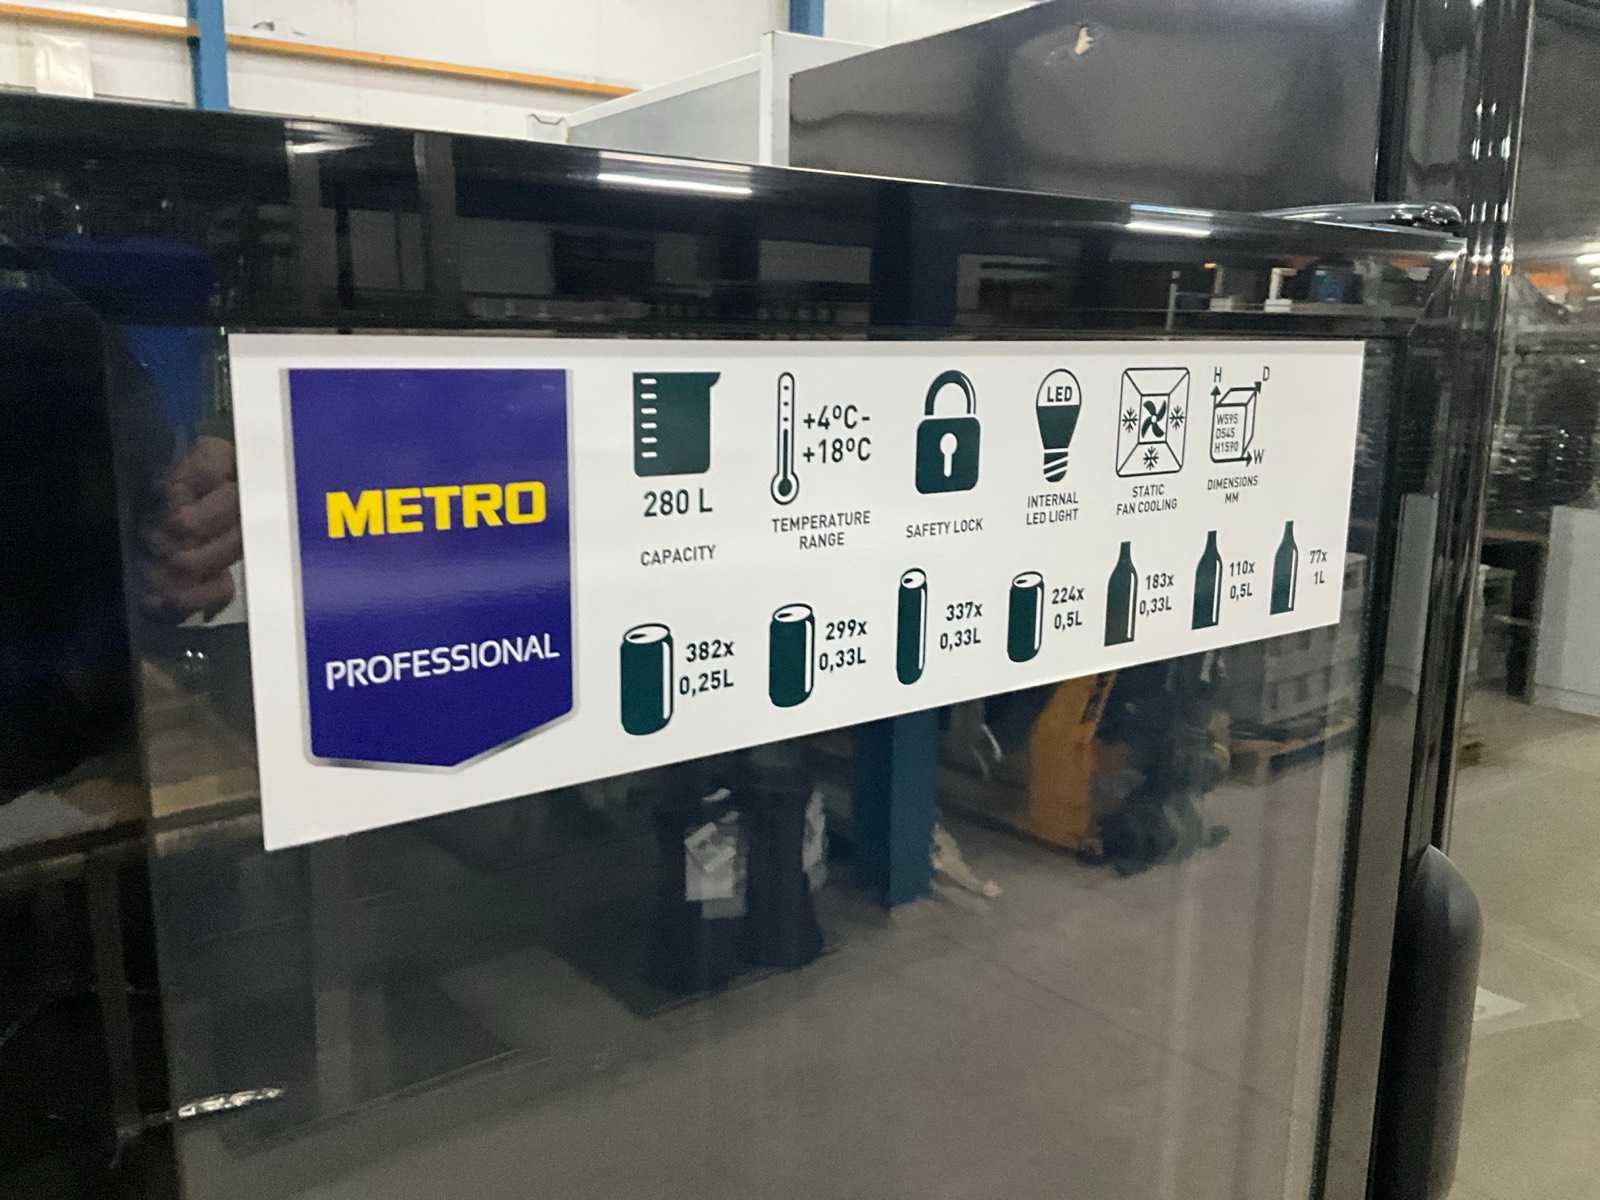 METRO
PROFESSIONAL
280 L
CAPACITY
+4ºC-
+18ºC
TEMPERATURE
RANGE
SAFETY LOCK
LED
INTERNAL
LED LIGHT
STATIC
FAN COOLING
H
D
W595
D545
H1590
W
DIMENSIONS
MM
382x
0,25L
299x
0,33L
337x
0,33L
224x
0,5L
183x
0,33L
110x
0,5L
77x
1L